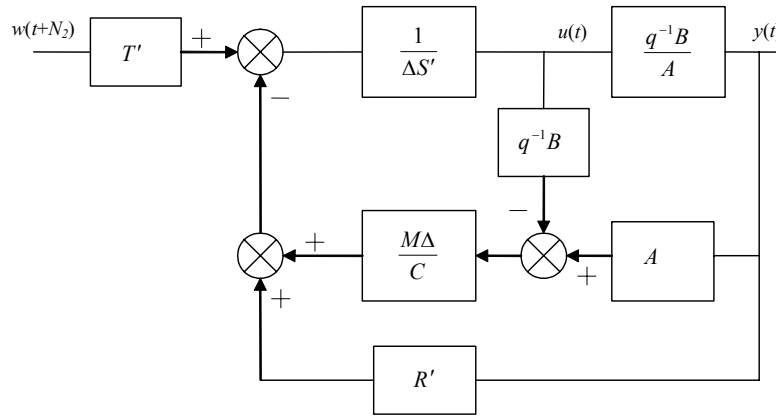 w(t+N₂)
T′
+
−
1
ΔS′
u(t)
q⁻¹B
A
y(t
q⁻¹B
−
+
MΔ
C
+
A
+
R′